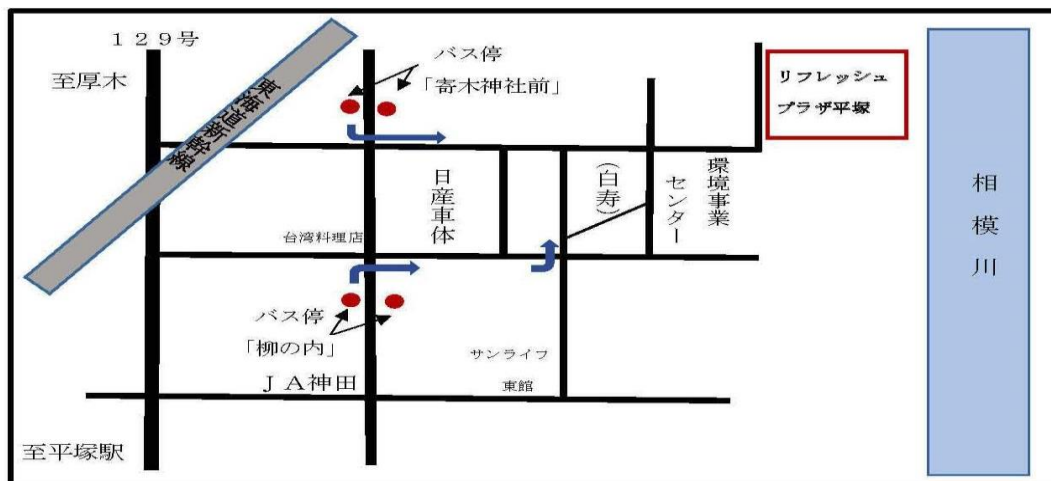 １２９号
至厚木
東海道新幹線
バス停
「寄木神社前」
リフレッシュ
プラザ平塚
日産車体
（白寿）
環境事業
センター
相模川
台湾料理店
バス停
「柳の内」
サンライフ
東館
ＪＡ神田
至平塚駅